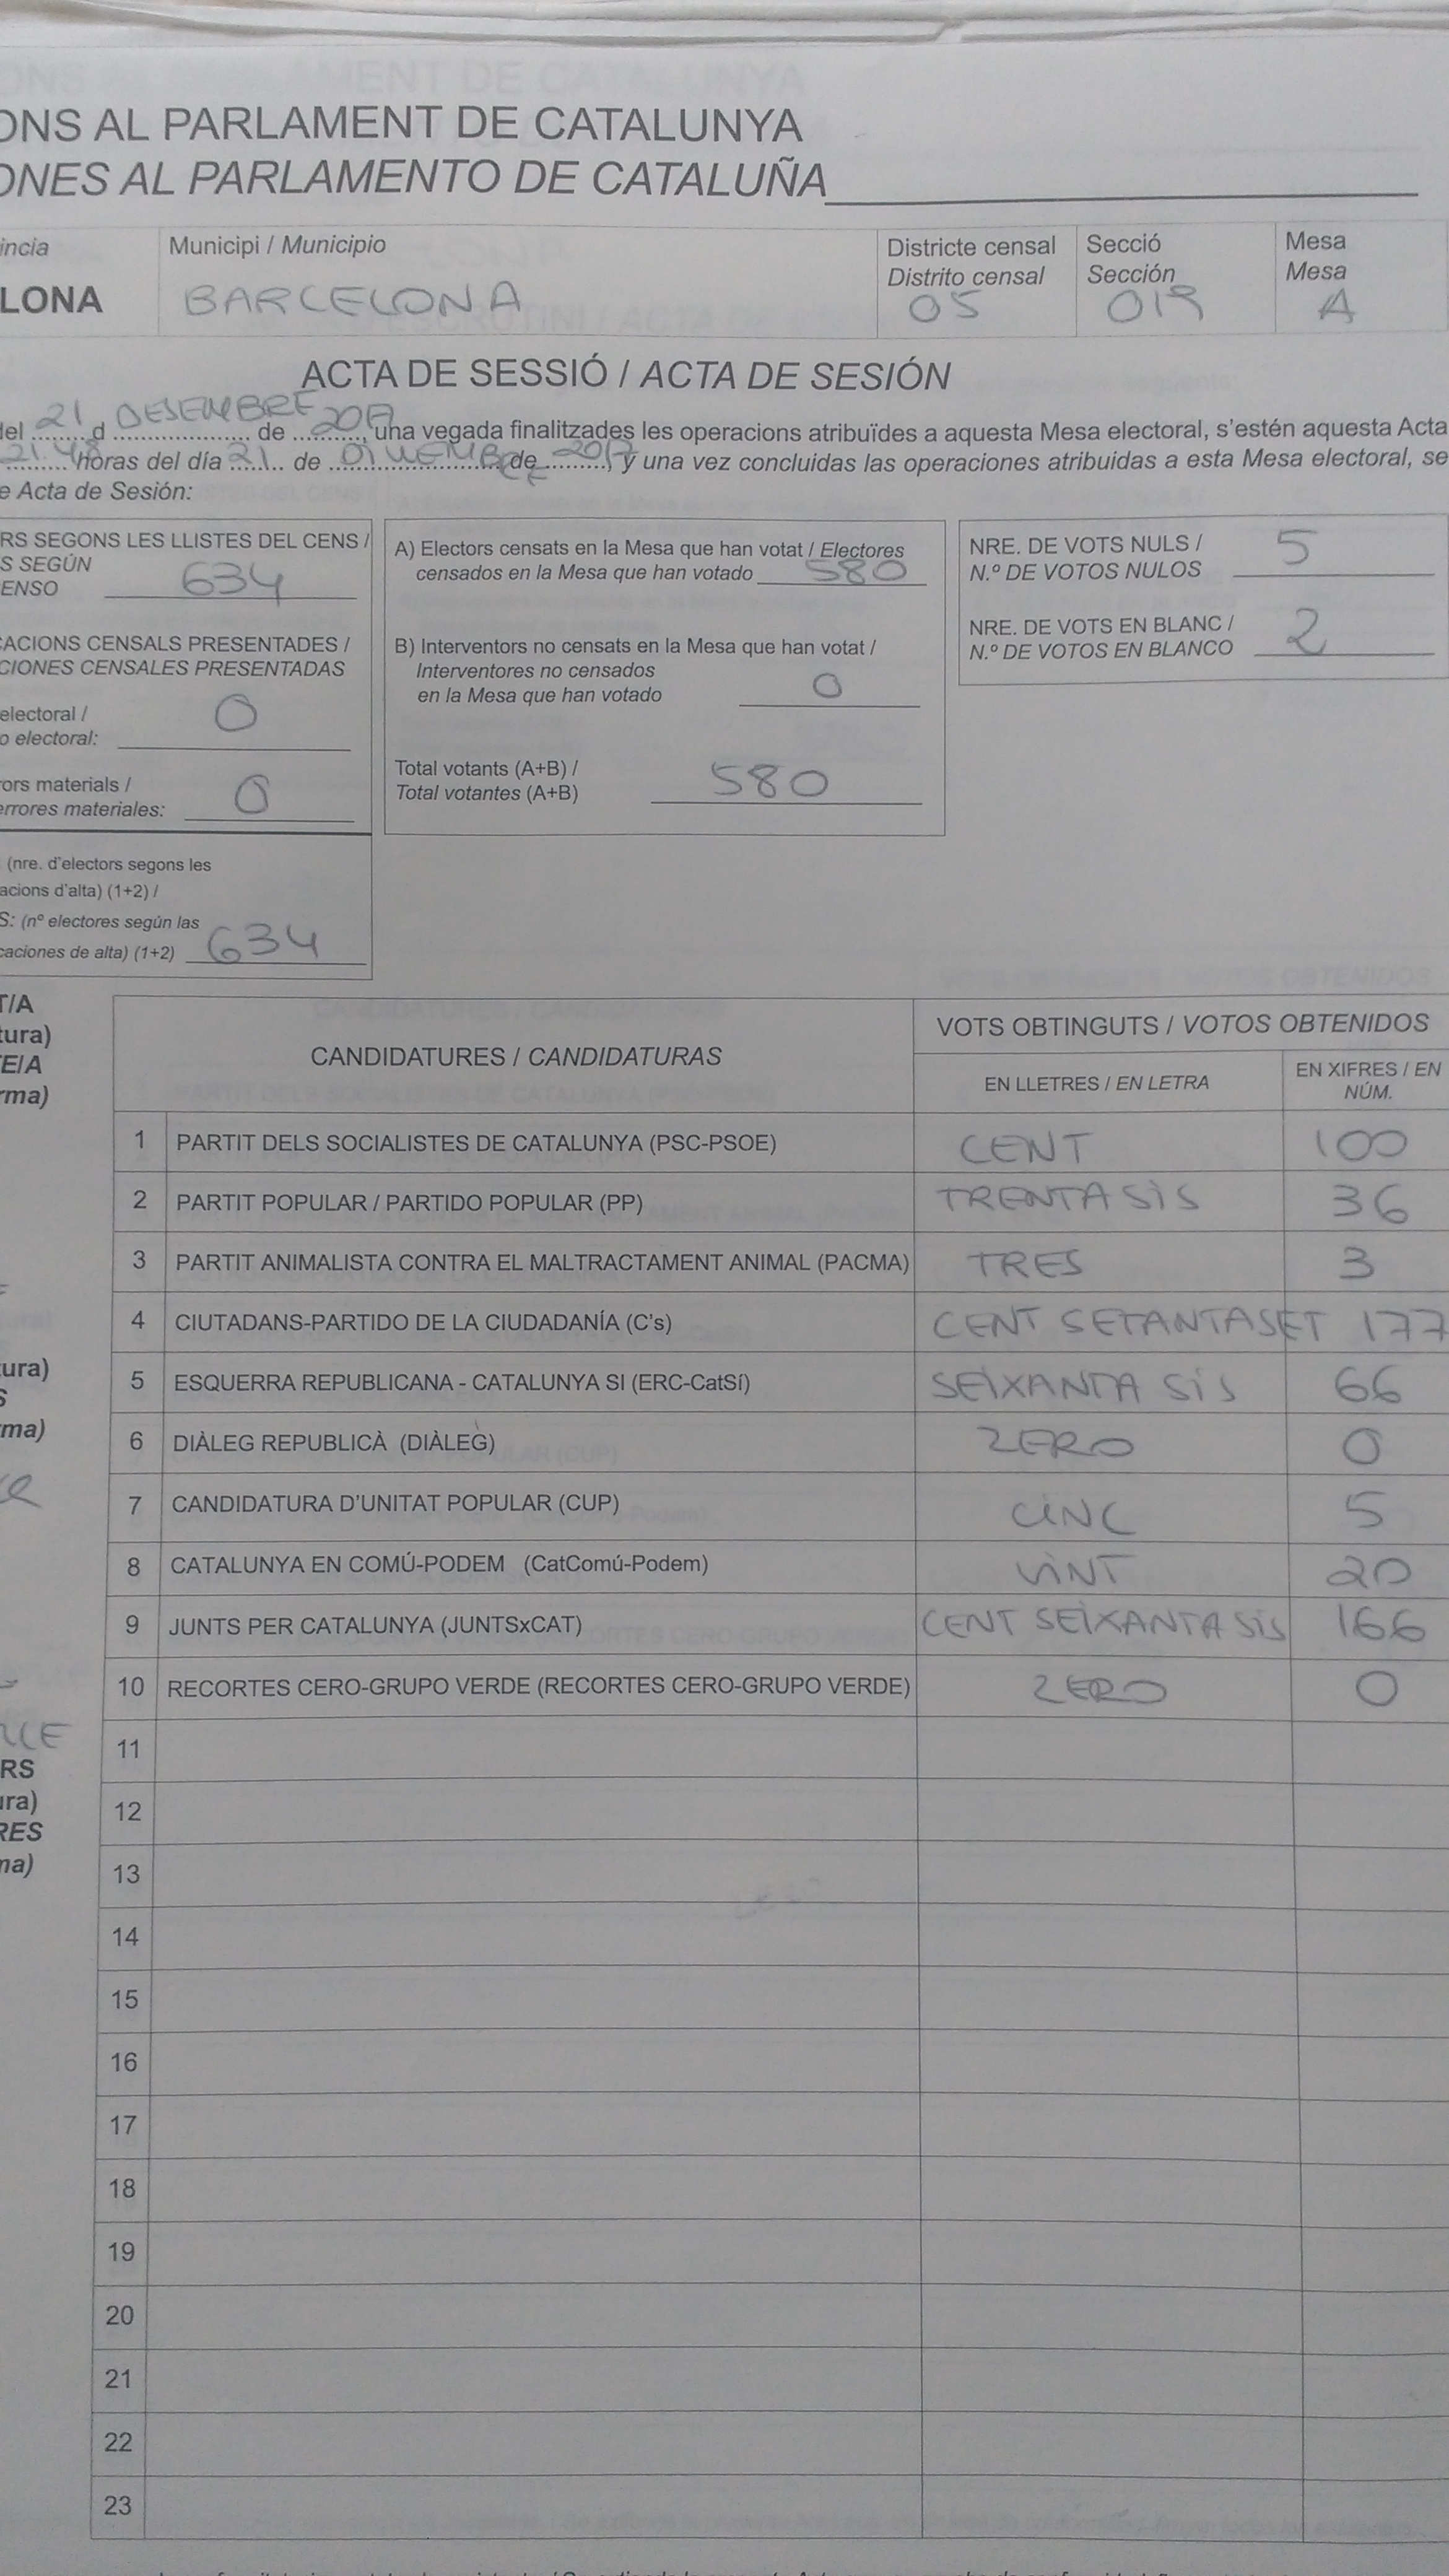 ONS AL PARLAMENT DE CATALUNYA
ONES AL PARLAMENTO DE CATALUÑA
incia
LONA
Municipi / Municipio
BARCELONA
Districte censal
Distrito censal
05
Secció
Sección
019
Mesa
Mesa
A
ACTA DE SESSIÓ / ACTA DE SESIÓN
del 21 d DESEMBRE de 2017, una vegada finalitzades les operacions atribuïdes a aquesta Mesa electoral, s'estén aquesta Acta
21.48 horas del día 21 de de 2017, y una vez concluidas las operaciones atribuidas a esta Mesa electoral, se
e Acta de Sesión:
RS SEGONS LES LLISTES DEL CENS /
S SEGÚN
ENSO 634
CACIONS CENSALS PRESENTADES /
CIONES CENSALES PRESENTADAS
electoral /
o electoral: 0
rors materials /
errores materiales: 0
(nre. d'electors segons les
acions d'alta) (1+2) /
S: (nº electores según las
caciones de alta) (1+2) 634
A) Electors censats en la Mesa que han votat / Electores
censados en la Mesa que han votado 580
B) Interventors no censats en la Mesa que han votat /
Interventores no censados
en la Mesa que han votado 0
Total votants (A+B) /
Total votantes (A+B) 580
NRE. DE VOTS NULS /
N.º DE VOTOS NULOS 5
NRE. DE VOTS EN BLANC /
N.º DE VOTOS EN BLANCO 2
T/A
tura)
E/A
rma)
CANDIDATURES / CANDIDATURAS
VOTS OBTINGUTS / VOTOS OBTENIDOS
EN LLETRES / EN LETRA
EN XIFRES / EN
NÚM.
1 PARTIT DELS SOCIALISTES DE CATALUNYA (PSC-PSOE) CENT 100
2 PARTIT POPULAR / PARTIDO POPULAR (PP) TRENTA SIS 36
3 PARTIT ANIMALISTA CONTRA EL MALTRACTAMENT ANIMAL (PACMA) TRES 3
4 CIUTADANS-PARTIDO DE LA CIUDADANÍA (C's) CENT SETANTASET 177
5 ESQUERRA REPUBLICANA - CATALUNYA SI (ERC-CatSí) SEIXANTA SIS 66
6 DIÀLEG REPUBLICÀ (DIÀLEG) ZERO 0
7 CANDIDATURA D'UNITAT POPULAR (CUP) CINC 5
8 CATALUNYA EN COMÚ-PODEM (CatComú-Podem) VINT 20
9 JUNTS PER CATALUNYA (JUNTSxCAT) CENT SEIXANTA SIS 166
10 RECORTES CERO-GRUPO VERDE (RECORTES CERO-GRUPO VERDE) ZERO 0
11
12
13
14
15
16
17
18
19
20
21
22
23
tura)
S
rma)
RS
ura)
RES
ma)